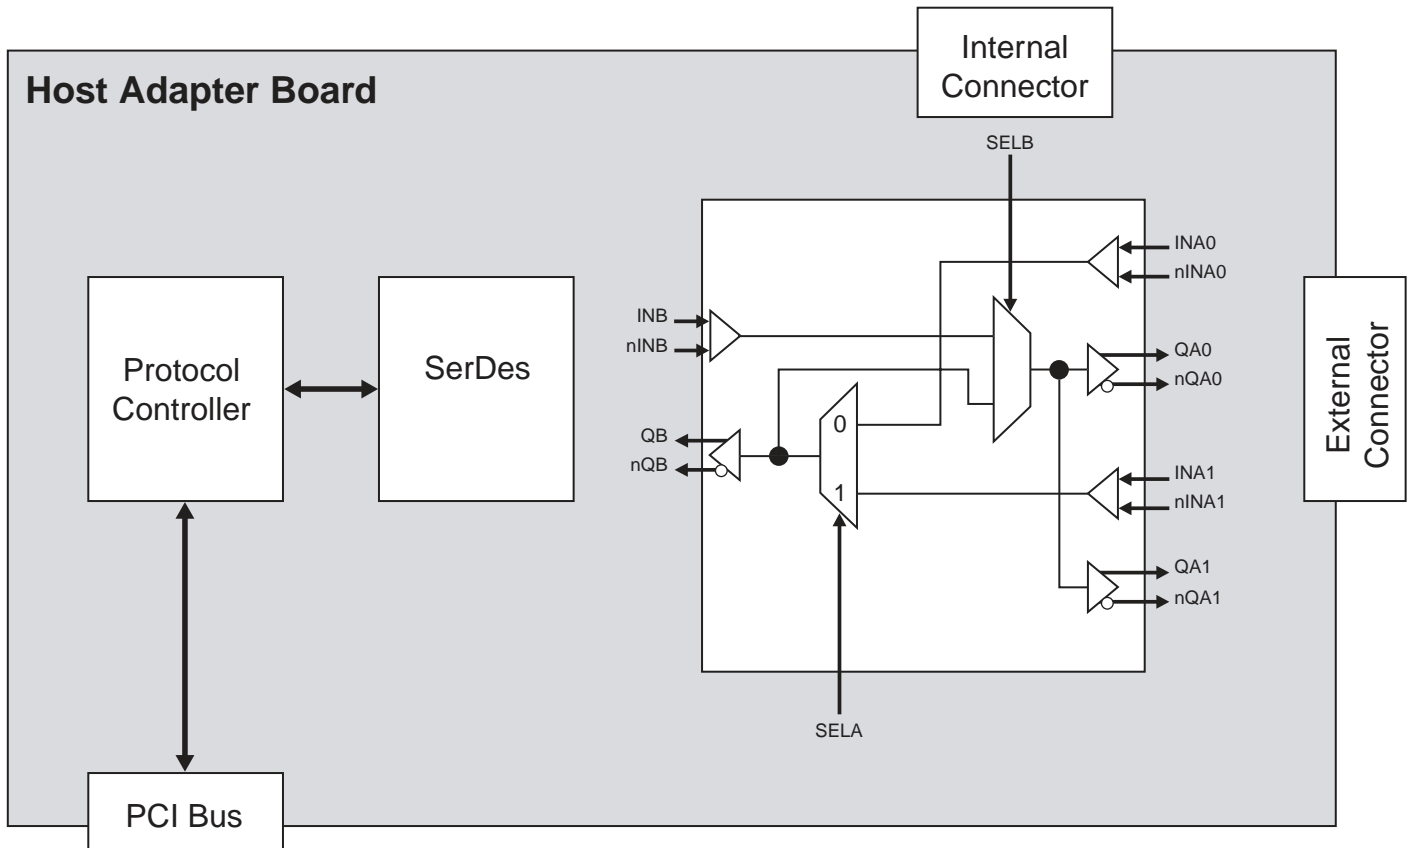 Internal
Connector
Host Adapter Board
SELB
INA0
nINA0
INB
nINB
QA0
nQA0
Protocol
Controller
SerDes
External
Connector
0
QB
nQB
1
INA1
nINA1
QA1
nQA1
SELA
PCI Bus